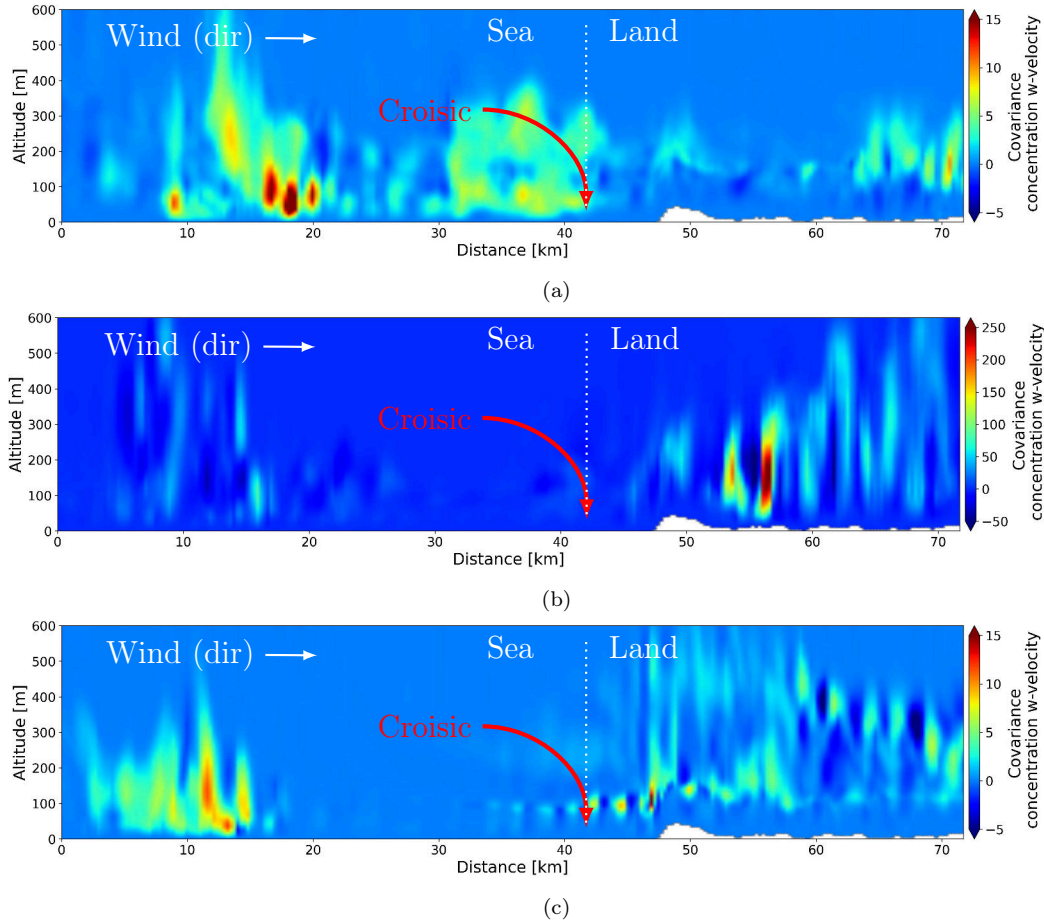 Wind (dir)
Sea
Land
Croisic
Altitude [m]
600
500
400
300
200
100
0
0
10
20
30
40
50
60
70
Distance [km]
15
10
5
0
−5
Covariance
concentration w-velocity
(a)
Wind (dir)
Sea
Land
Croisic
Altitude [m]
600
500
400
300
200
100
0
0
10
20
30
40
50
60
70
Distance [km]
250
200
150
100
50
0
−50
Covariance
concentration w-velocity
(b)
Wind (dir)
Sea
Land
Croisic
Altitude [m]
600
500
400
300
200
100
0
0
10
20
30
40
50
60
70
Distance [km]
15
10
5
0
−5
Covariance
concentration w-velocity
(c)